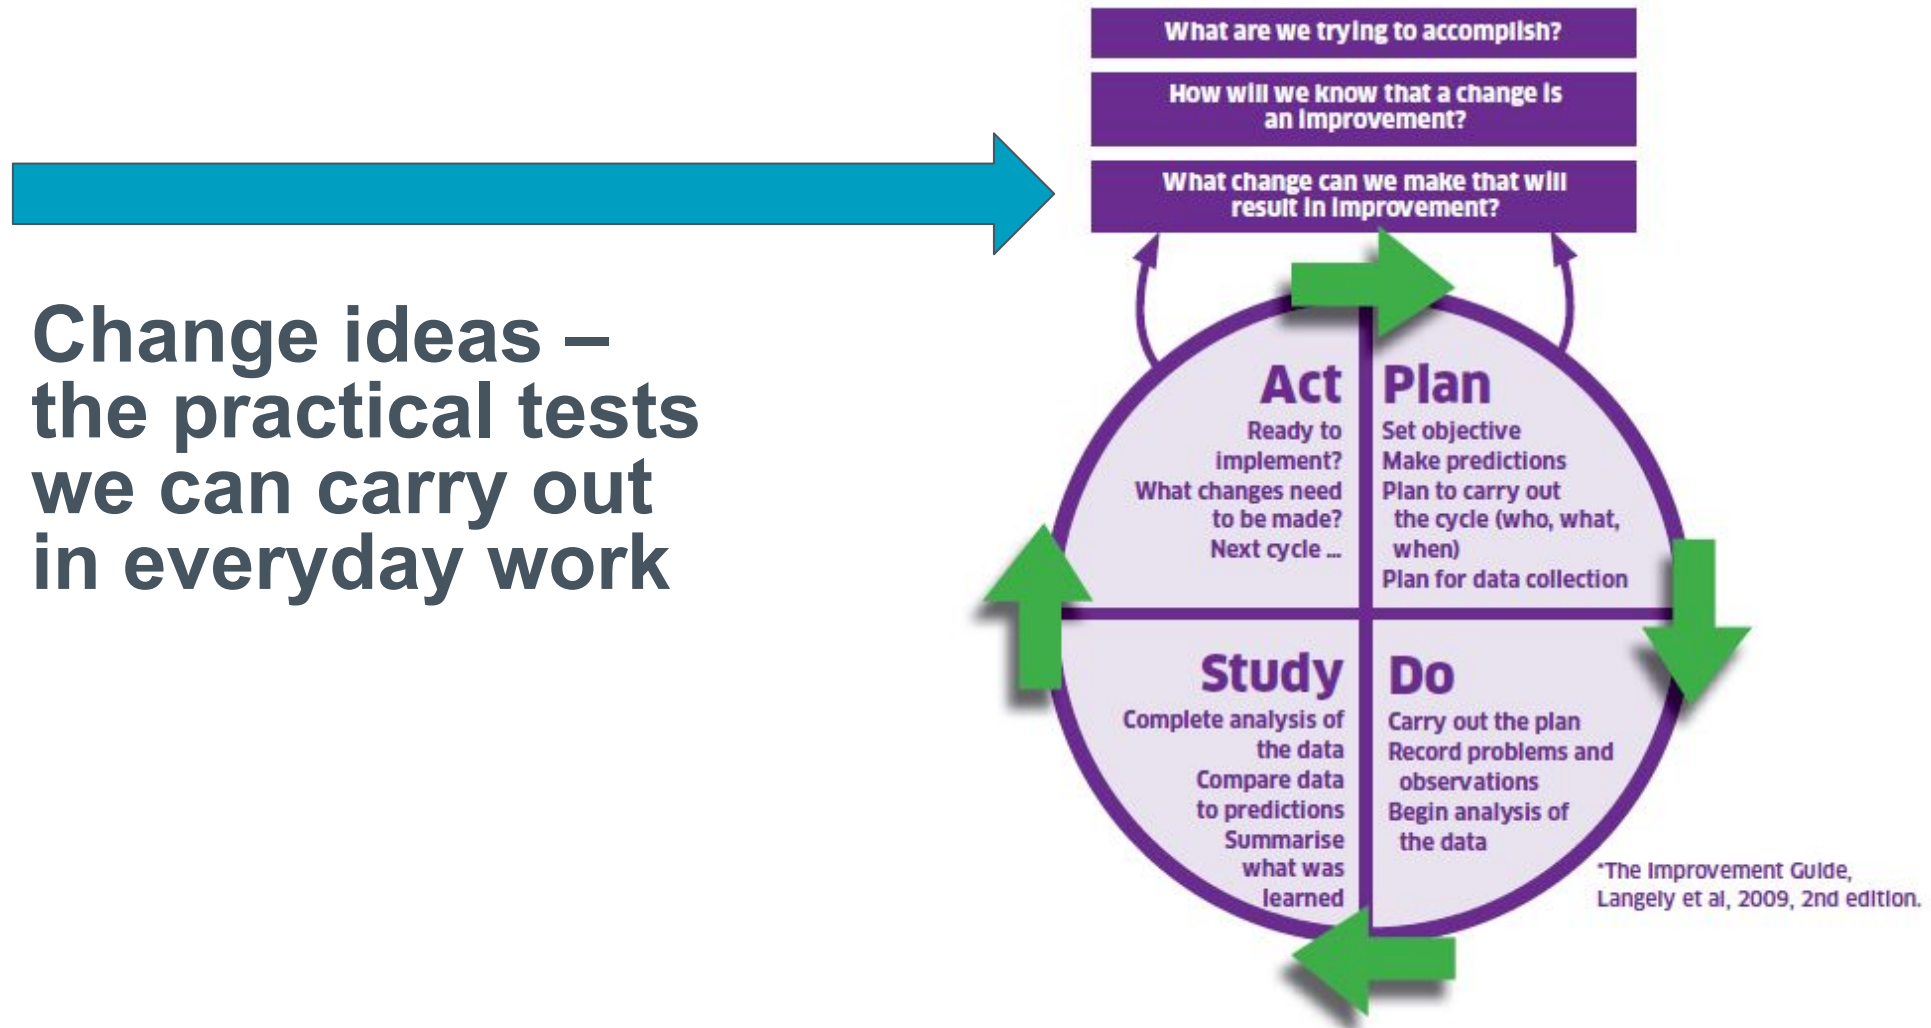 Change ideas –
the practical tests
we can carry out
in everyday work
What are we trying to accomplish?
How will we know that a change is
an improvement?
What change can we make that will
result in improvement?
Act
Ready to
implement?
What changes need
to be made?
Next cycle ...
Plan
Set objective
Make predictions
Plan to carry out
the cycle (who, what,
when)
Plan for data collection
Study
Complete analysis of
the data
Compare data
to predictions
Summarise
what was
learned
Do
Carry out the plan
Record problems and
observations
Begin analysis of
the data
*The Improvement Guide,
Langely et al, 2009, 2nd edition.